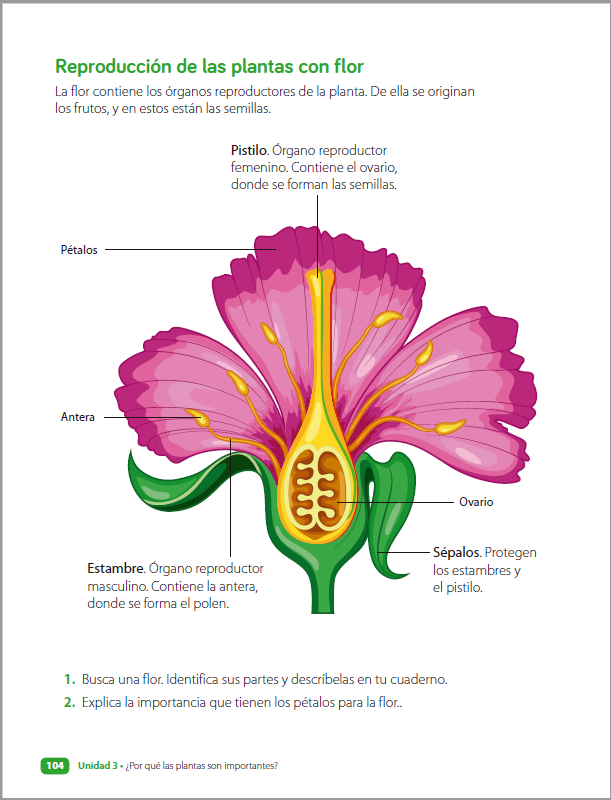 Reproducción de las plantas con flor
La flor contiene los órganos reproductores de la planta. De ella se originan
los frutos, y en estos están las semillas.
Pistilo. Órgano reproductor
femenino. Contiene el ovario,
donde se forman las semillas.
Pétalos
Antera
Ovario
Estambre. Órgano reproductor
masculino. Contiene la antera,
donde se forma el polen.
Sépalos. Protegen
los estambres y
el pistilo.
1. Busca una flor. Identifica sus partes y descríbelas en tu cuaderno.
2. Explica la importancia que tienen los pétalos para la flor..
104 Unidad 3 • ¿Por qué las plantas son importantes?